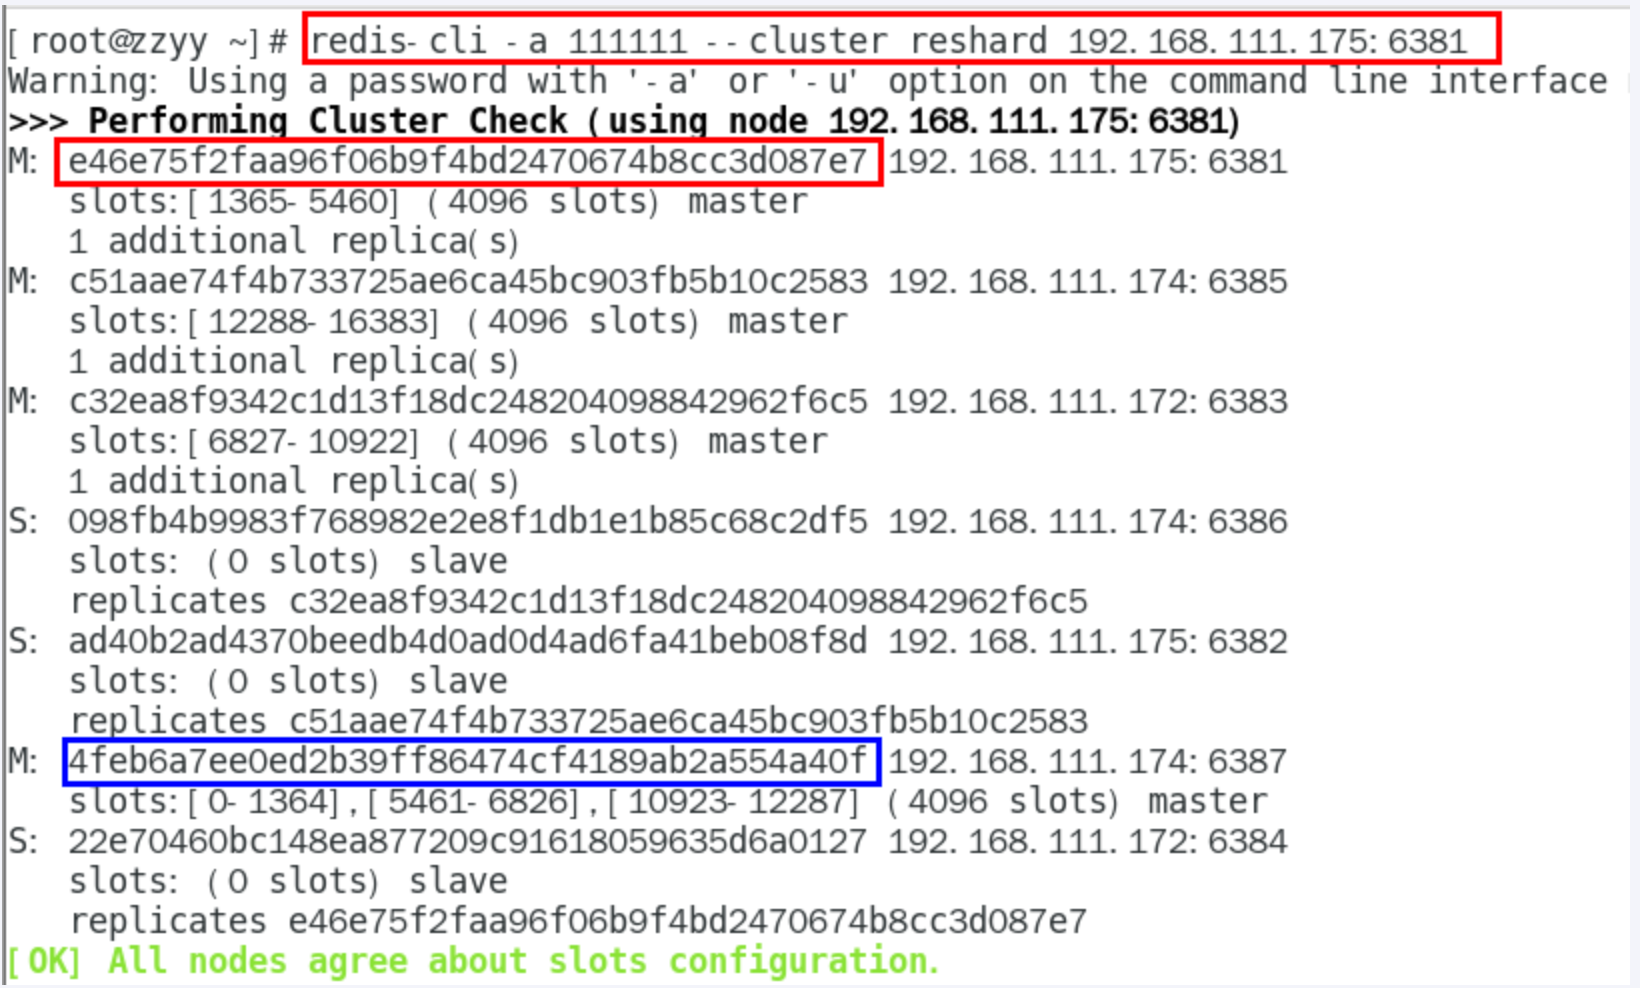 [root@zzyy ~]# redis-cli -a 111111 --cluster reshard 192.168.111.175:6381
Warning: Using a password with '-a' or '-u' option on the command line interface
>>> Performing Cluster Check (using node 192.168.111.175:6381)
M: e46e75f2faa96f06b9f4bd2470674b8cc3d087e7 192.168.111.175:6381
slots:[1365-5460] (4096 slots) master
1 additional replica(s)
M: c51aae74f4b733725ae6ca45bc903fb5b10c2583 192.168.111.174:6385
slots:[12288-16383] (4096 slots) master
1 additional replica(s)
M: c32ea8f9342c1d13f18dc248204098842962f6c5 192.168.111.172:6383
slots:[6827-10922] (4096 slots) master
1 additional replica(s)
S: 098fb4b9983f768982e2e8f1db1e1b85c68c2df5 192.168.111.174:6386
slots: (0 slots) slave
replicates c32ea8f9342c1d13f18dc248204098842962f6c5
S: ad40b2ad4370beedb4d0ad0d4ad6fa41beb08f8d 192.168.111.175:6382
slots: (0 slots) slave
replicates c51aae74f4b733725ae6ca45bc903fb5b10c2583
M: 4feb6a7ee0ed2b39ff86474cf4189ab2a554a40f 192.168.111.174:6387
slots:[0-1364],[5461-6826],[10923-12287] (4096 slots) master
S: 22e70460bc148ea877209c91618059635d6a0127 192.168.111.172:6384
slots: (0 slots) slave
replicates e46e75f2faa96f06b9f4bd2470674b8cc3d087e7
[OK] All nodes agree about slots configuration.